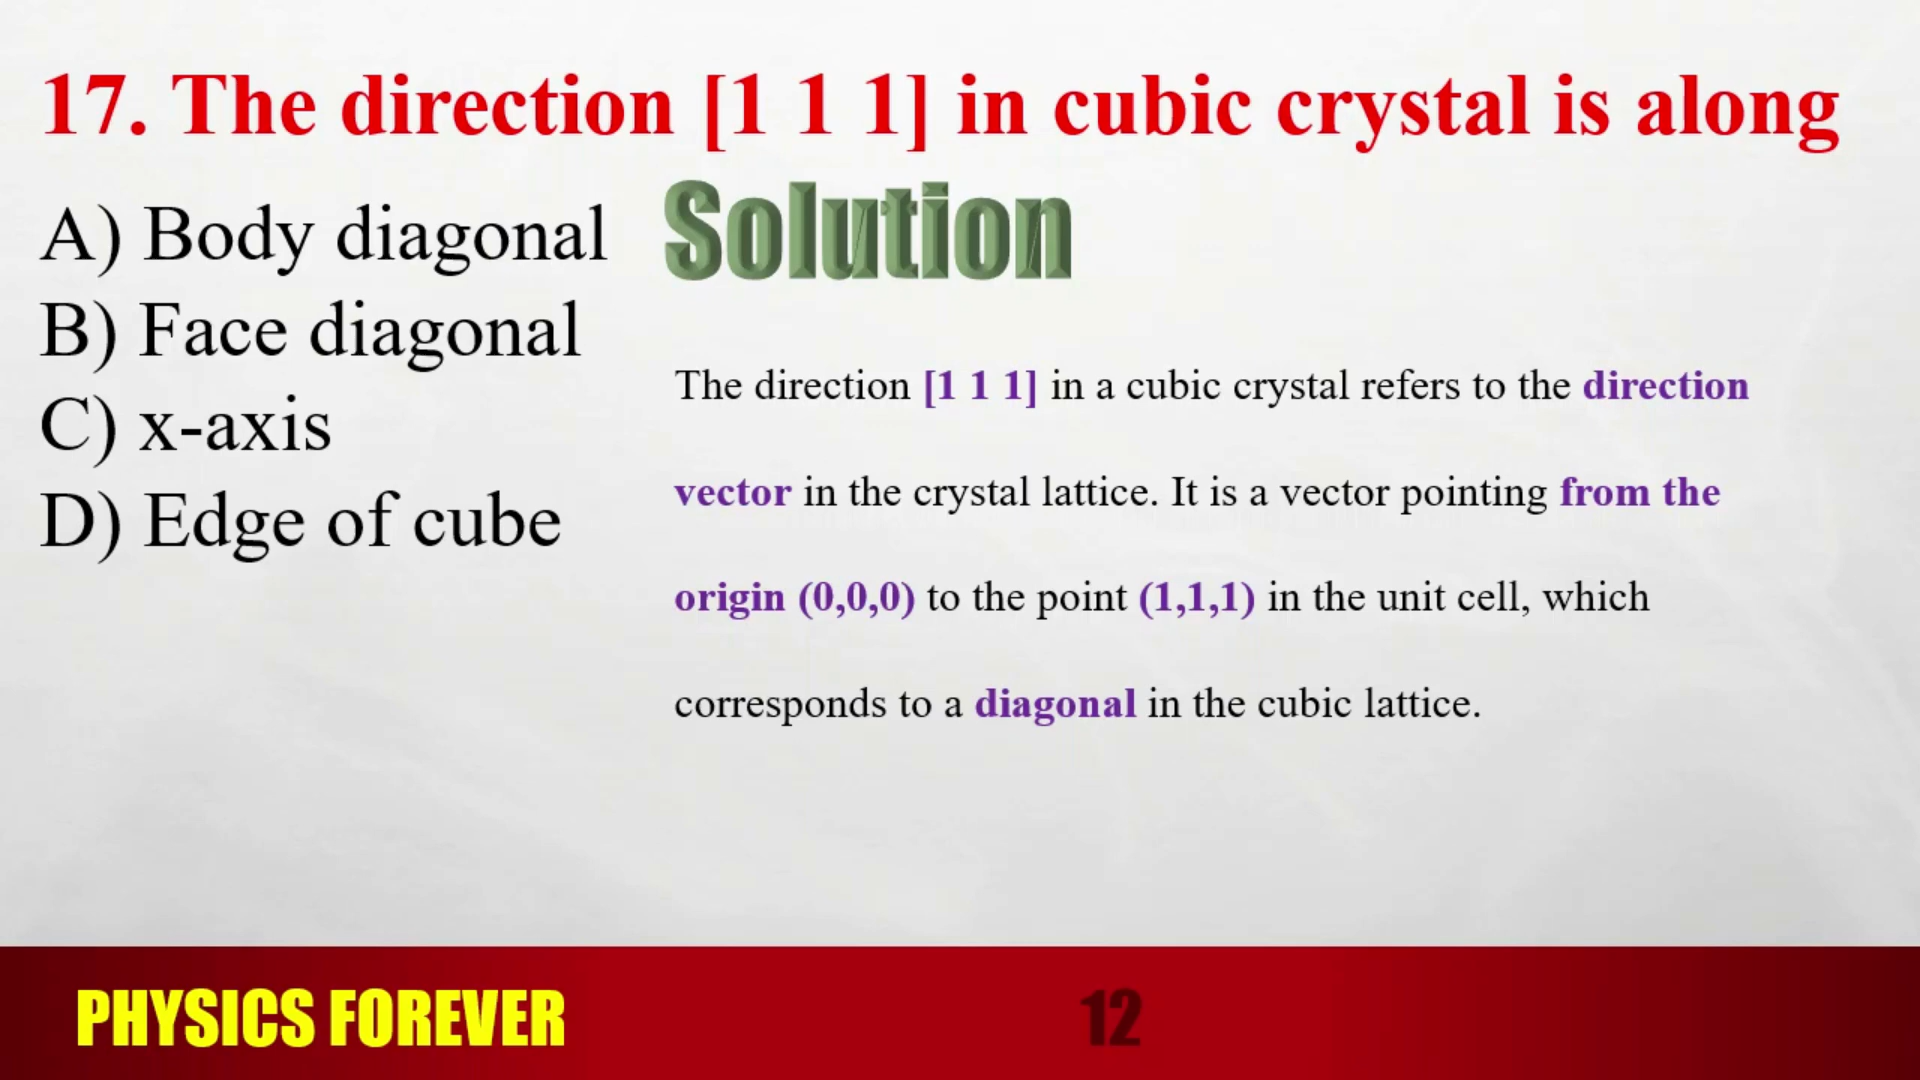 17. The direction [1 1 1] in cubic crystal is along
A) Body diagonal
B) Face diagonal
C) x-axis
D) Edge of cube
Solution
The direction [1 1 1] in a cubic crystal refers to the direction
vector in the crystal lattice. It is a vector pointing from the
origin (0,0,0) to the point (1,1,1) in the unit cell, which
corresponds to a diagonal in the cubic lattice.
PHYSICS FOREVER
12